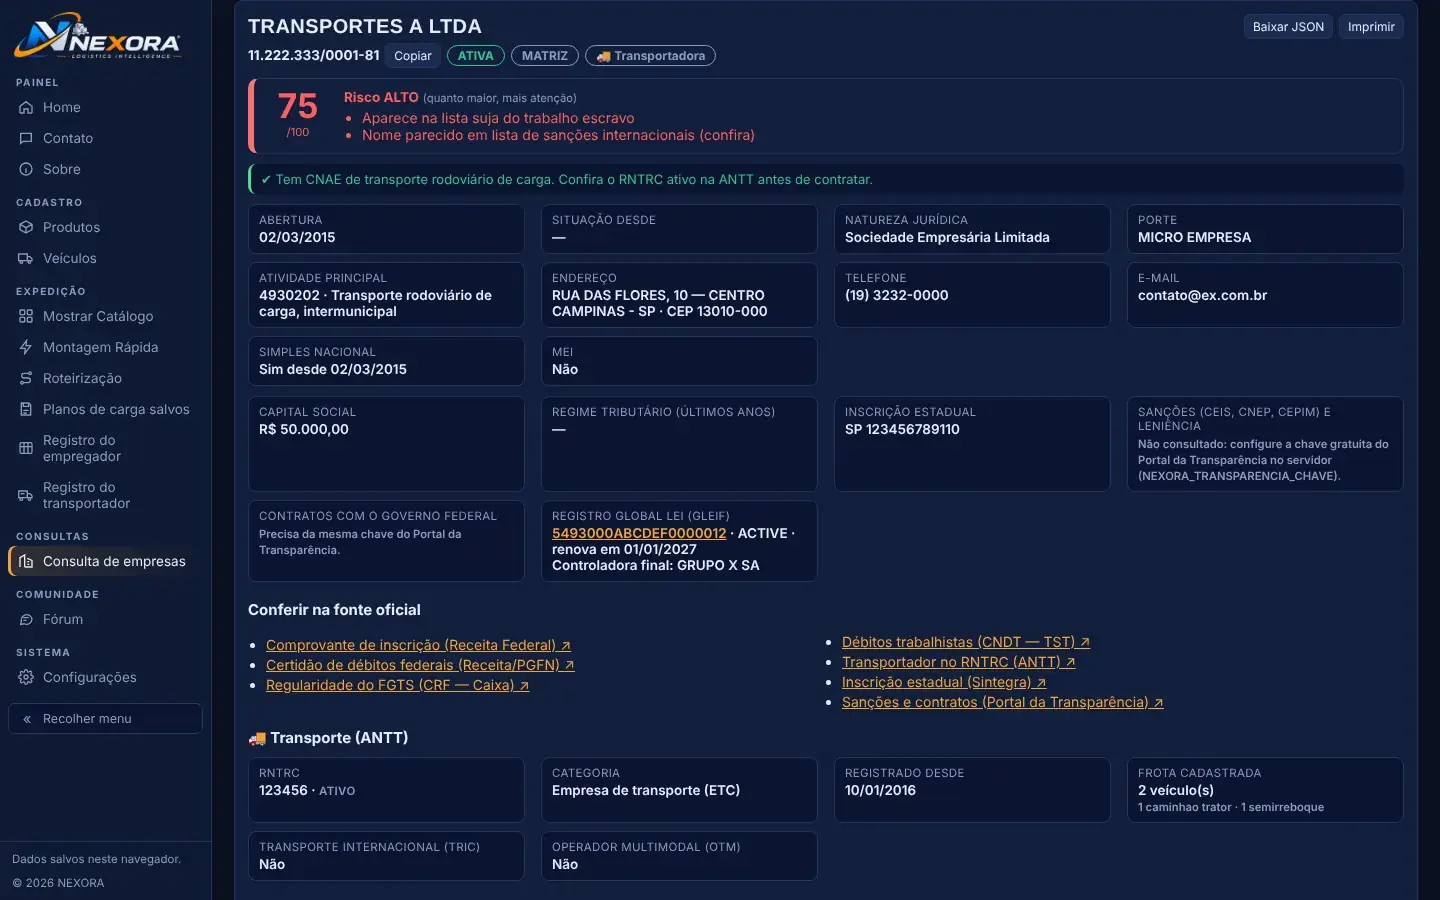 NEXORA
LOGISTICS INTELLIGENCE
PAINEL
Home
Contato
Sobre
CADASTRO
Produtos
Veículos
EXPEDIÇÃO
Mostrar Catálogo
Montagem Rápida
Roteirização
Planos de carga salvos
Registro do
empregador
Registro do
transportador
CONSULTAS
Consulta de empresas
COMUNIDADE
Fórum
SISTEMA
Configurações
« Recolher menu
Dados salvos neste navegador.
© 2026 NEXORA
TRANSPORTES A LTDA
Baixar JSON Imprimir
11.222.333/0001-81 Copiar ATIVA MATRIZ 🚚 Transportadora
75
/100
Risco ALTO (quanto maior, mais atenção)
• Aparece na lista suja do trabalho escravo
• Nome parecido em lista de sanções internacionais (confira)
✔ Tem CNAE de transporte rodoviário de carga. Confira o RNTRC ativo na ANTT antes de contratar.
ABERTURA
02/03/2015
SITUAÇÃO DESDE
—
NATUREZA JURÍDICA
Sociedade Empresária Limitada
PORTE
MICRO EMPRESA
ATIVIDADE PRINCIPAL
4930202 · Transporte rodoviário de
carga, intermunicipal
ENDEREÇO
RUA DAS FLORES, 10 — CENTRO
CAMPINAS - SP · CEP 13010-000
TELEFONE
(19) 3232-0000
E-MAIL
contato@ex.com.br
SIMPLES NACIONAL
Sim desde 02/03/2015
MEI
Não
CAPITAL SOCIAL
R$ 50.000,00
REGIME TRIBUTÁRIO (ÚLTIMOS ANOS)
—
INSCRIÇÃO ESTADUAL
SP 123456789110
SANÇÕES (CEIS, CNEP, CEPIM) E
LENIÊNCIA
Não consultado: configure a chave gratuita do
Portal da Transparência no servidor
(NEXORA_TRANSPARENCIA_CHAVE).
CONTRATOS COM O GOVERNO FEDERAL
Precisa da mesma chave do Portal da
Transparência.
REGISTRO GLOBAL LEI (GLEIF)
5493000ABCDEF0000012 · ACTIVE ·
renova em 01/01/2027
Controladora final: GRUPO X SA
Conferir na fonte oficial
• Comprovante de inscrição (Receita Federal) ↗
• Certidão de débitos federais (Receita/PGFN) ↗
• Regularidade do FGTS (CRF — Caixa) ↗
• Débitos trabalhistas (CNDT — TST) ↗
• Transportador no RNTRC (ANTT) ↗
• Inscrição estadual (Sintegra) ↗
• Sanções e contratos (Portal da Transparência) ↗
🚚 Transporte (ANTT)
RNTRC
123456 · ATIVO
CATEGORIA
Empresa de transporte (ETC)
REGISTRADO DESDE
10/01/2016
FROTA CADASTRADA
2 veículo(s)
1 caminhao trator · 1 semirreboque
TRANSPORTE INTERNACIONAL (TRIC)
Não
OPERADOR MULTIMODAL (OTM)
Não